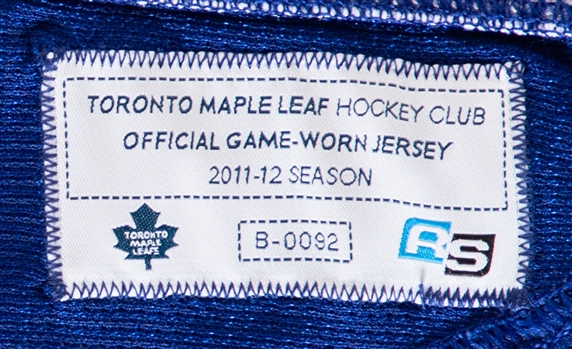 TORONTO MAPLE LEAF HOCKEY CLUB
OFFICIAL GAME-WORN JERSEY
2011-12 SEASON
TORONTO
MAPLE
LEAFS
B-0092
RS